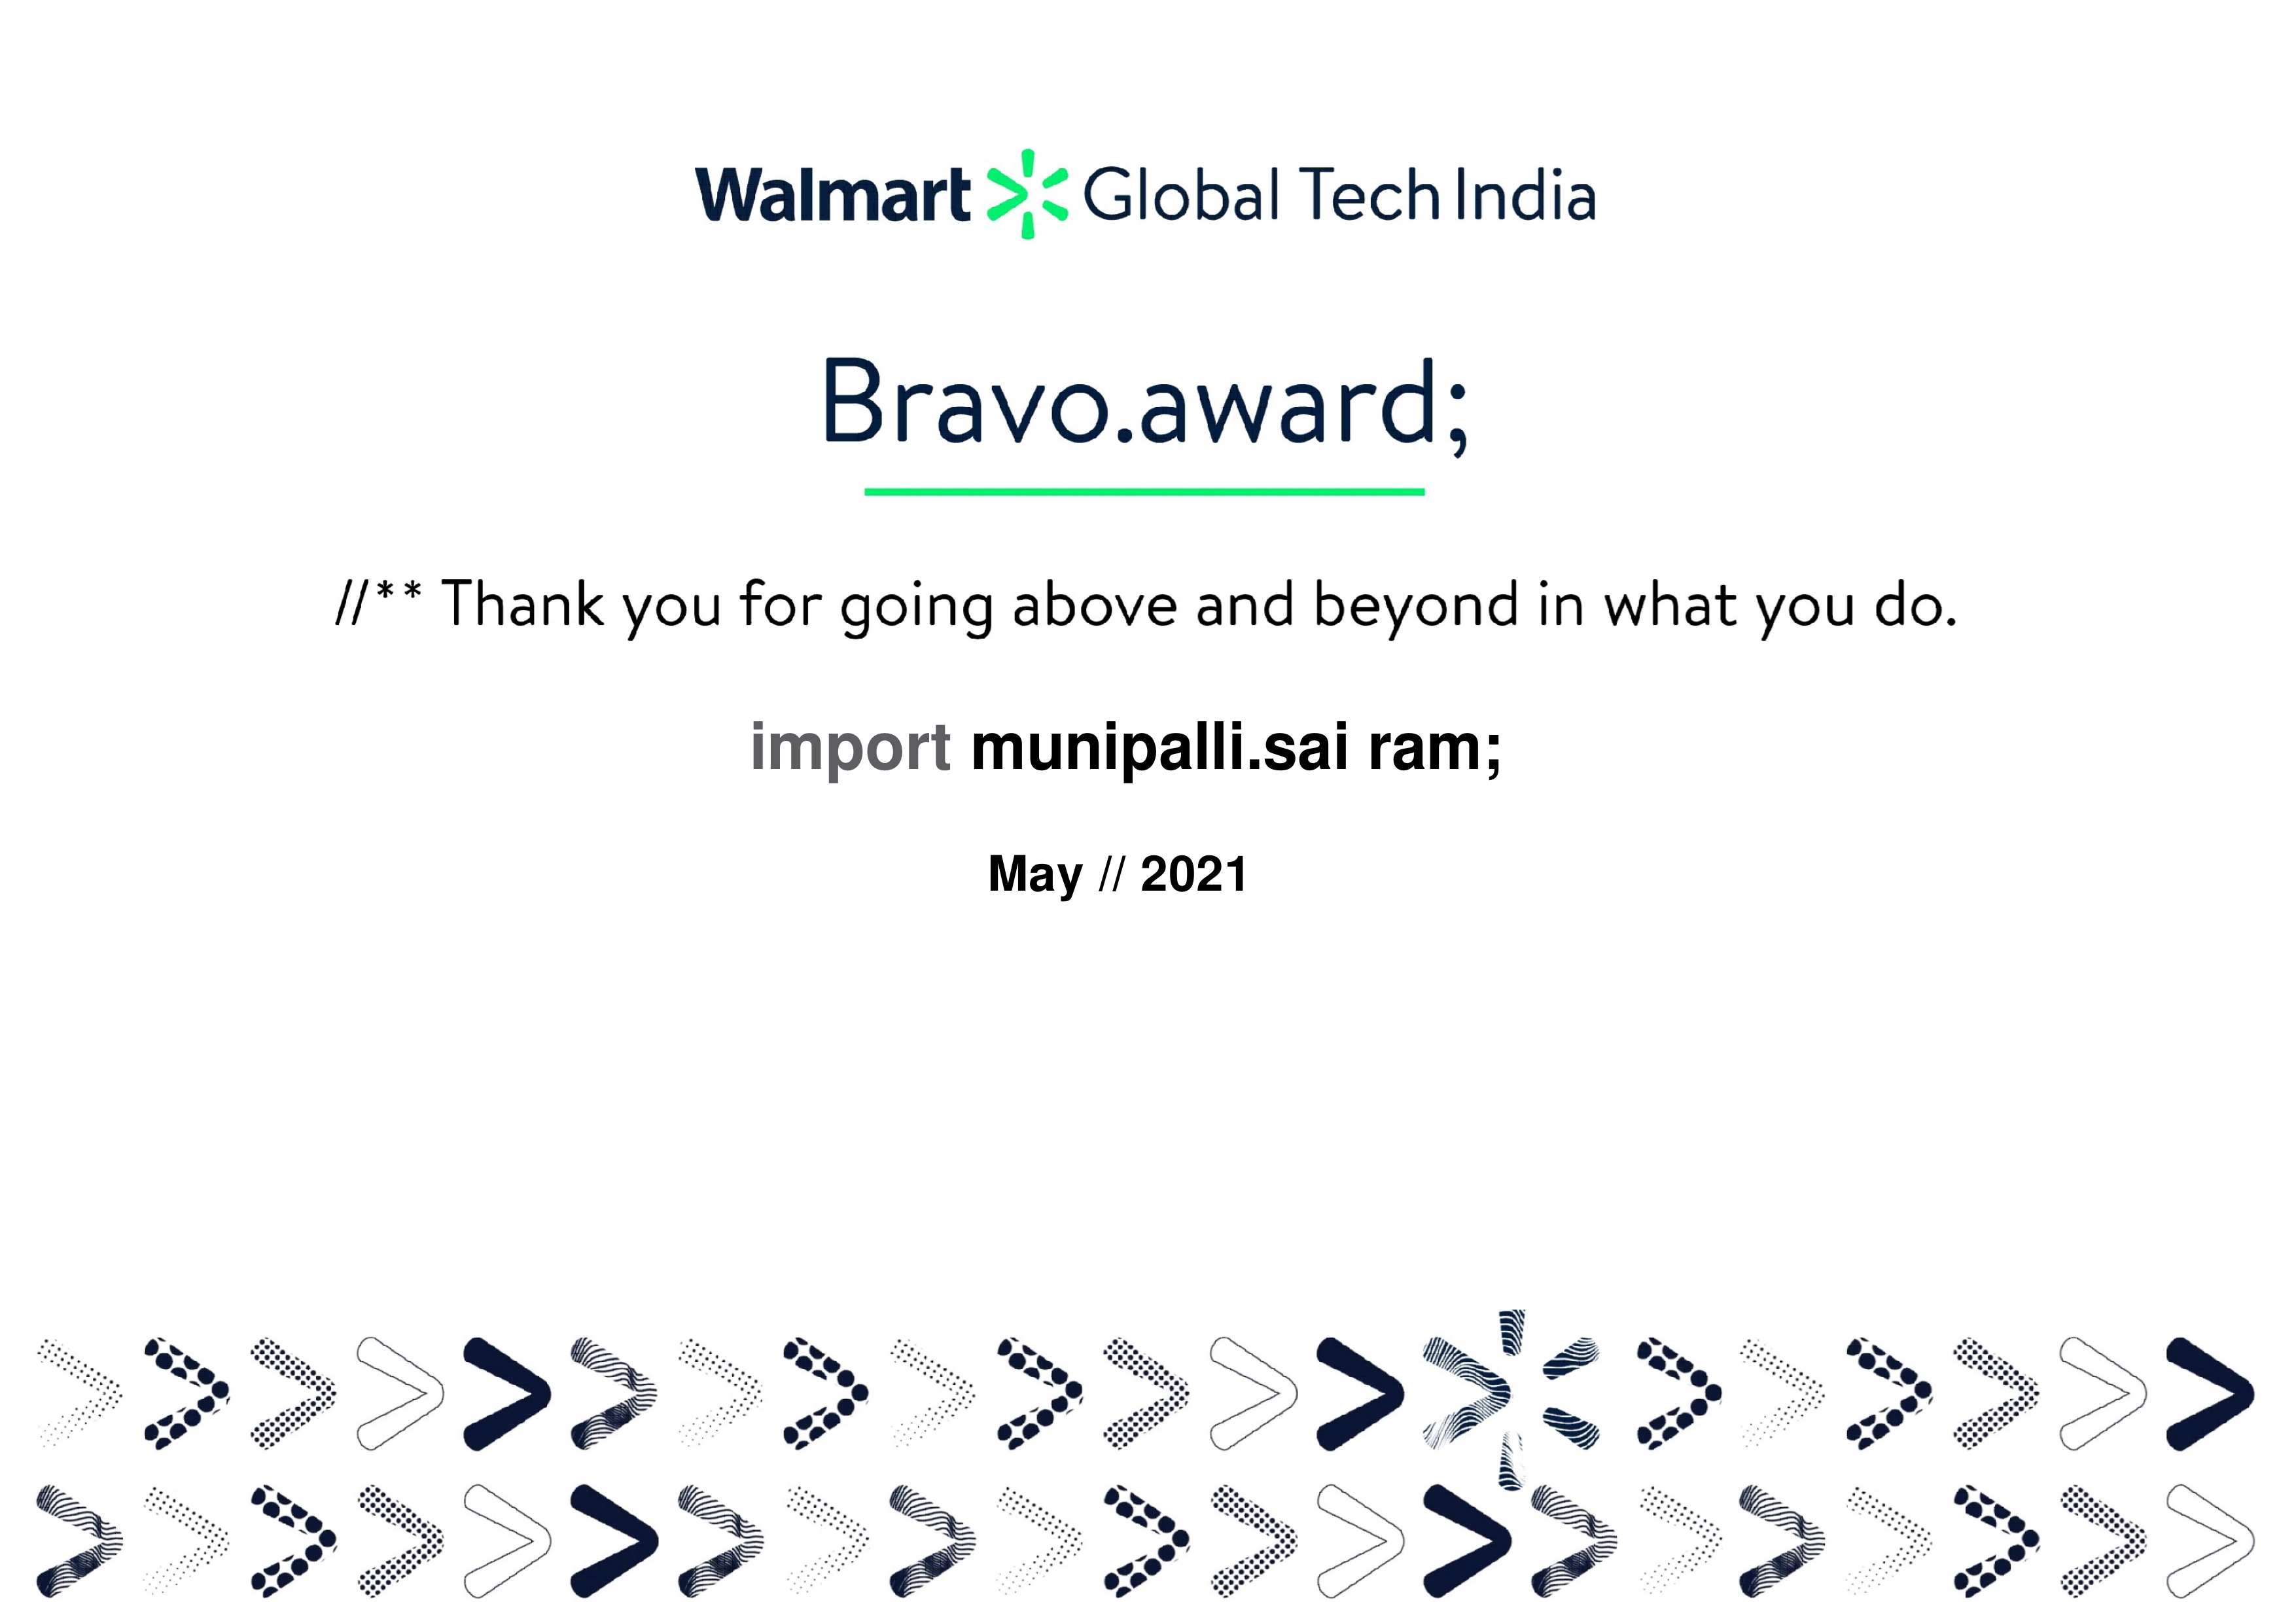 Walmart Global Tech India
Bravo.award;
//** Thank you for going above and beyond in what you do.
import munipalli.sai ram;
May // 2021